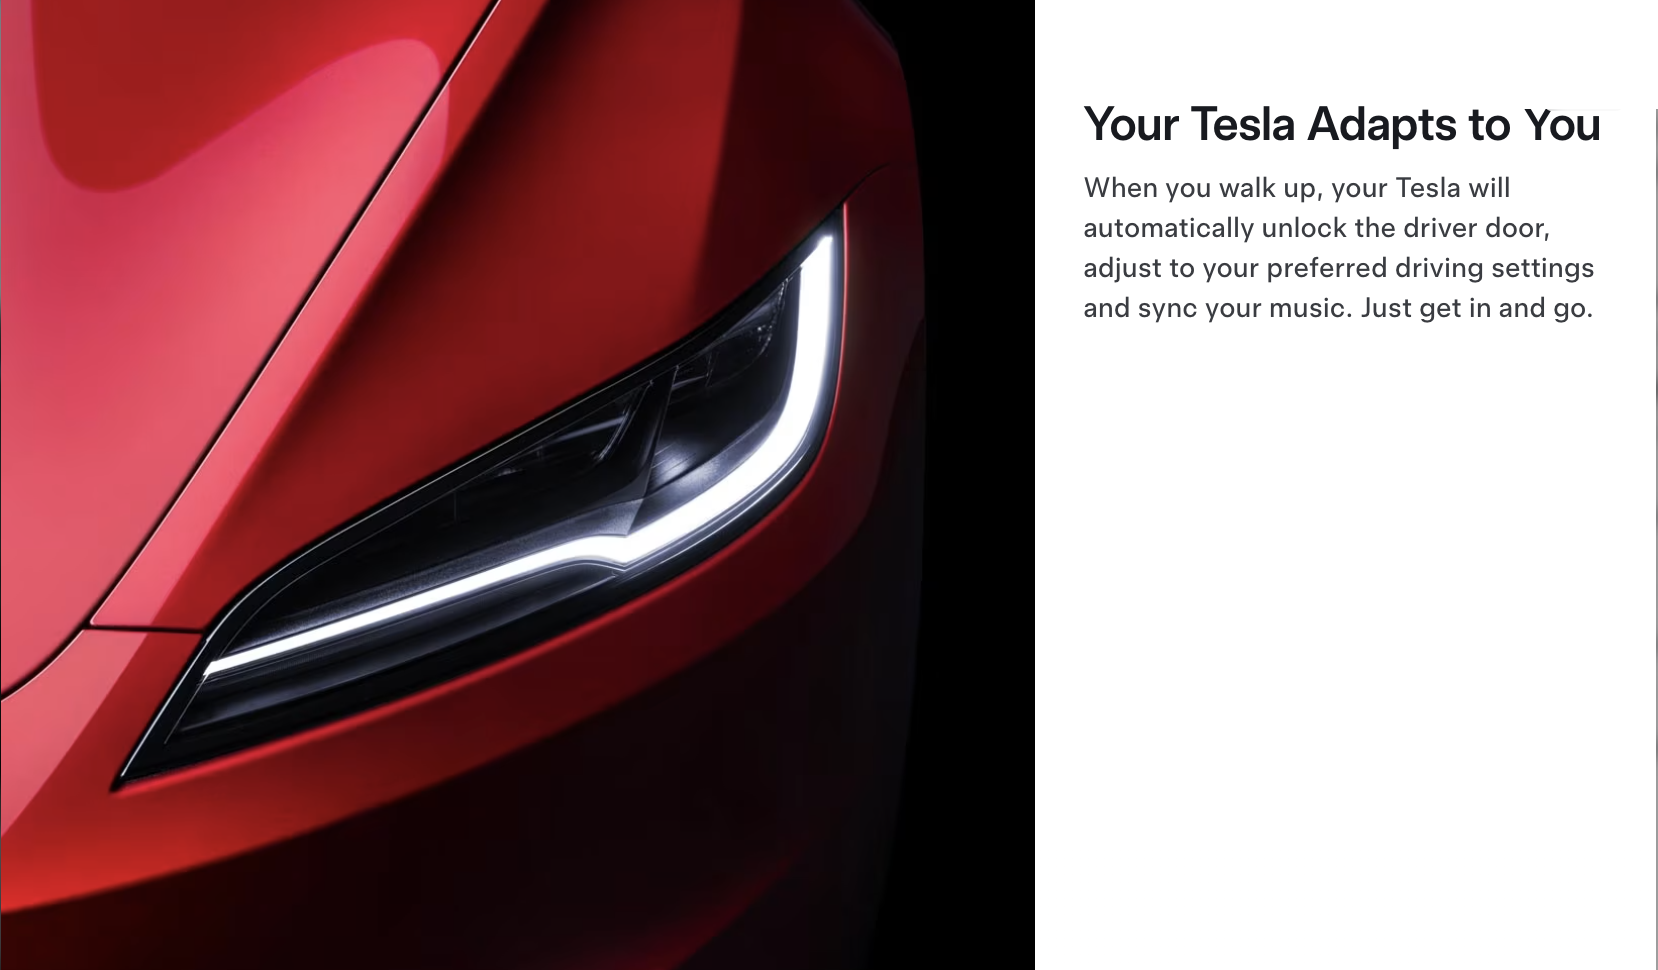 Your Tesla Adapts to You
When you walk up, your Tesla will
automatically unlock the driver door,
adjust to your preferred driving settings
and sync your music. Just get in and go.